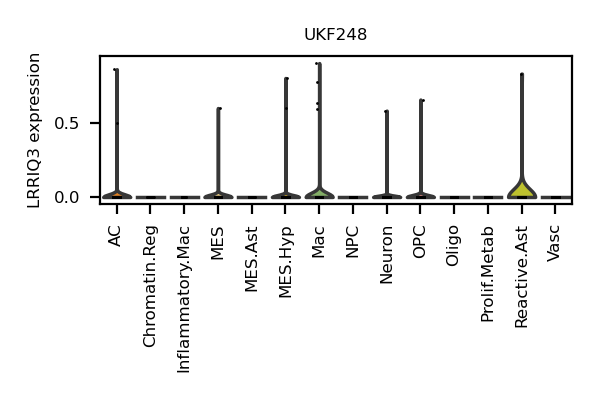 UKF248
LRRIQ3 expression
0.5
0.0
AC
Chromatin.Reg
Inflammatory.Mac
MES
MES.Ast
MES.Hyp
Mac
NPC
Neuron
OPC
Oligo
Prolif.Metab
Reactive.Ast
Vasc